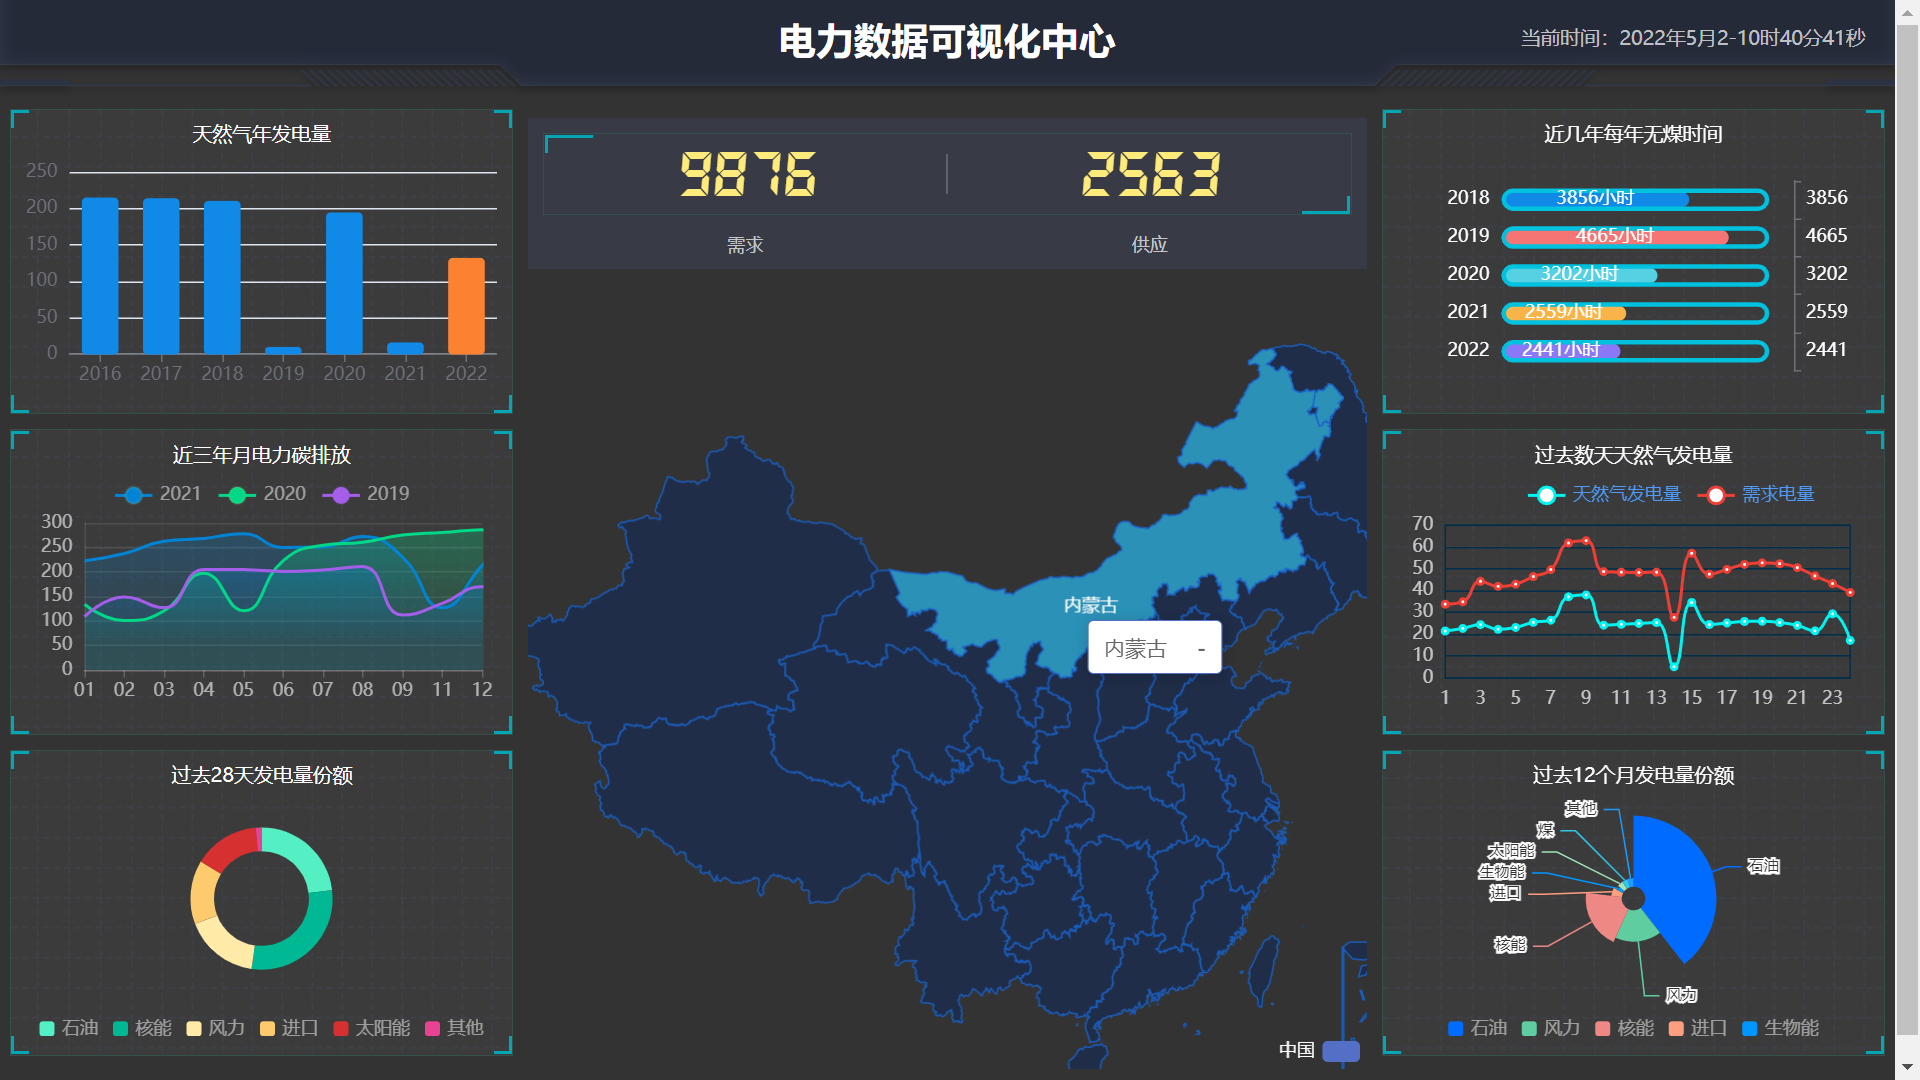 电力数据可视化中心
当前时间：2022年5月2-10时40分41秒
天然气年发电量
250
200
150
100
50
0
2016 2017 2018 2019 2020 2021 2022
近三年月电力碳排放
2021 2020 2019
300
250
200
150
100
50
0
01 02 03 04 05 06 07 08 09 11 12
过去28天发电量份额
石油 核能 风力 进口 太阳能 其他
9876 2563
需求 供应
内蒙古
内蒙古 -
中国
近几年每年无煤时间
2018 3856小时 3856
2019 4665小时 4665
2020 3202小时 3202
2021 2559小时 2559
2022 2441小时 2441
过去数天天然气发电量
天然气发电量 需求电量
70
60
50
40
30
20
10
0
1 3 5 7 9 11 13 15 17 19 21 23
过去12个月发电量份额
其他
煤
太阳能
生物能
进口
核能
石油
风力
石油 风力 核能 进口 生物能